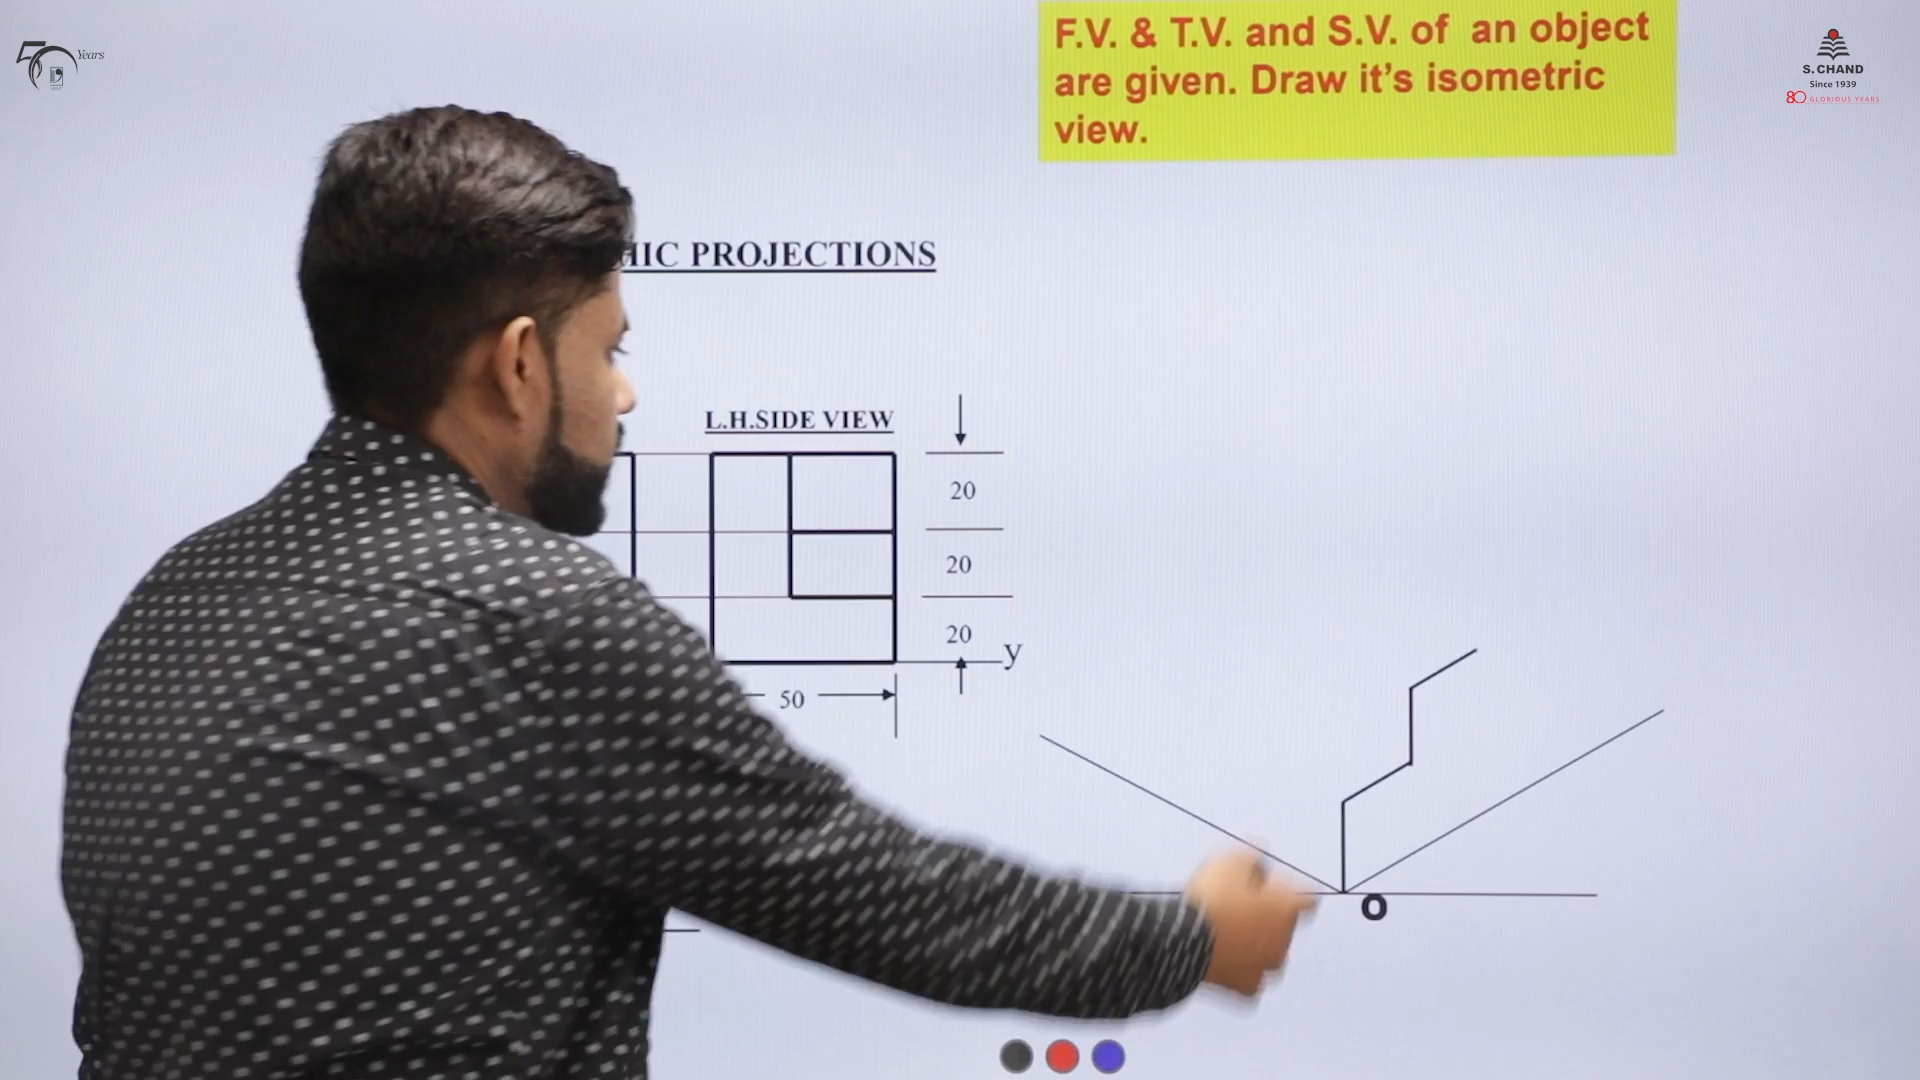 F.V. & T.V. and S.V. of an object
are given. Draw it's isometric
view.
Years
S.CHAND
Since 1939
80 GLORIOUS YEARS
PROJECTIONS
L.H.SIDE VIEW
20
20
20
y
50
O